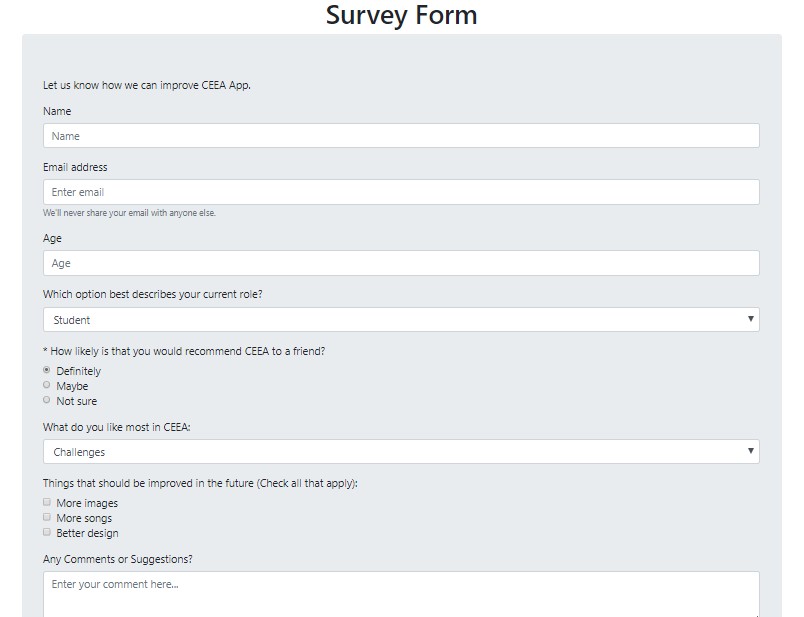 Survey Form
Let us know how we can improve CEEA App.
Name
Name
Email address
Enter email
We'll never share your email with anyone else.
Age
Age
Which option best describes your current role?
Student
* How likely is that you would recommend CEEA to a friend?
Definitely
Maybe
Not sure
What do you like most in CEEA:
Challenges
Things that should be improved in the future (Check all that apply):
More images
More songs
Better design
Any Comments or Suggestions?
Enter your comment here...